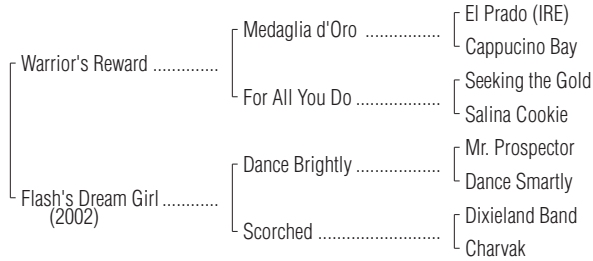 El Prado (IRE)
Medaglia d'Oro ..................
Cappucino Bay
Warrior's Reward ..............
Seeking the Gold
For All You Do ....................
Salina Cookie
Mr. Prospector
Dance Brightly ....................
Dance Smartly
Flash's Dream Girl ............
(2002)
Dixieland Band
Scorched .............................
Charvak